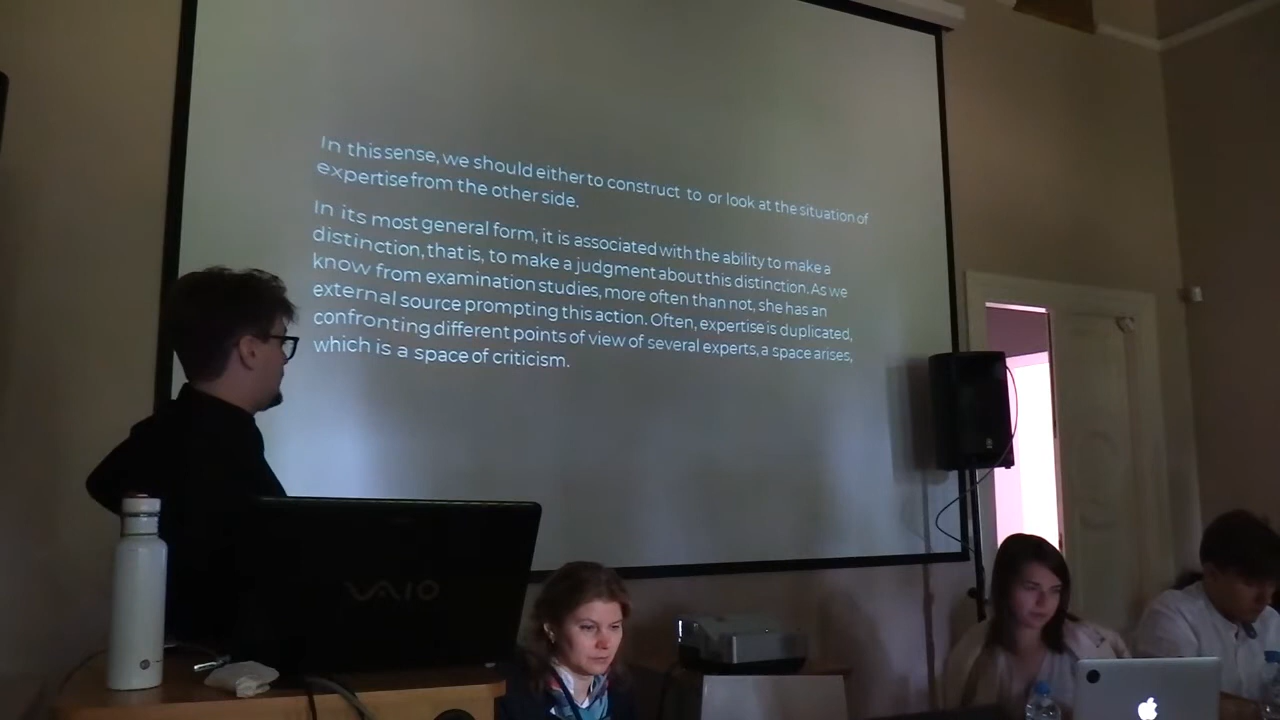 In this sense, we should either to construct to or look at the situation of
expertise from the other side.
In its most general form, it is associated with the ability to make a
distinction, that is, to make a judgment about this distinction. As we
know from examination studies, more often than not, she has an
external source prompting this action. Often, expertise is duplicated,
confronting different points of view of several experts, a space arises,
which is a space of criticism.
VAIO